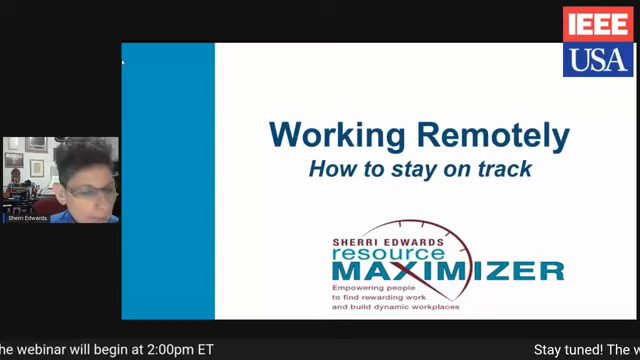 IEEE
USA
Working Remotely
How to stay on track
Sherri Edwards
SHERRI EDWARDS
resource
MAXIMIZER
Empowering people
to find rewarding work
and build dynamic workplaces
he webinar will begin at 2:00pm ET
Stay tuned! The w